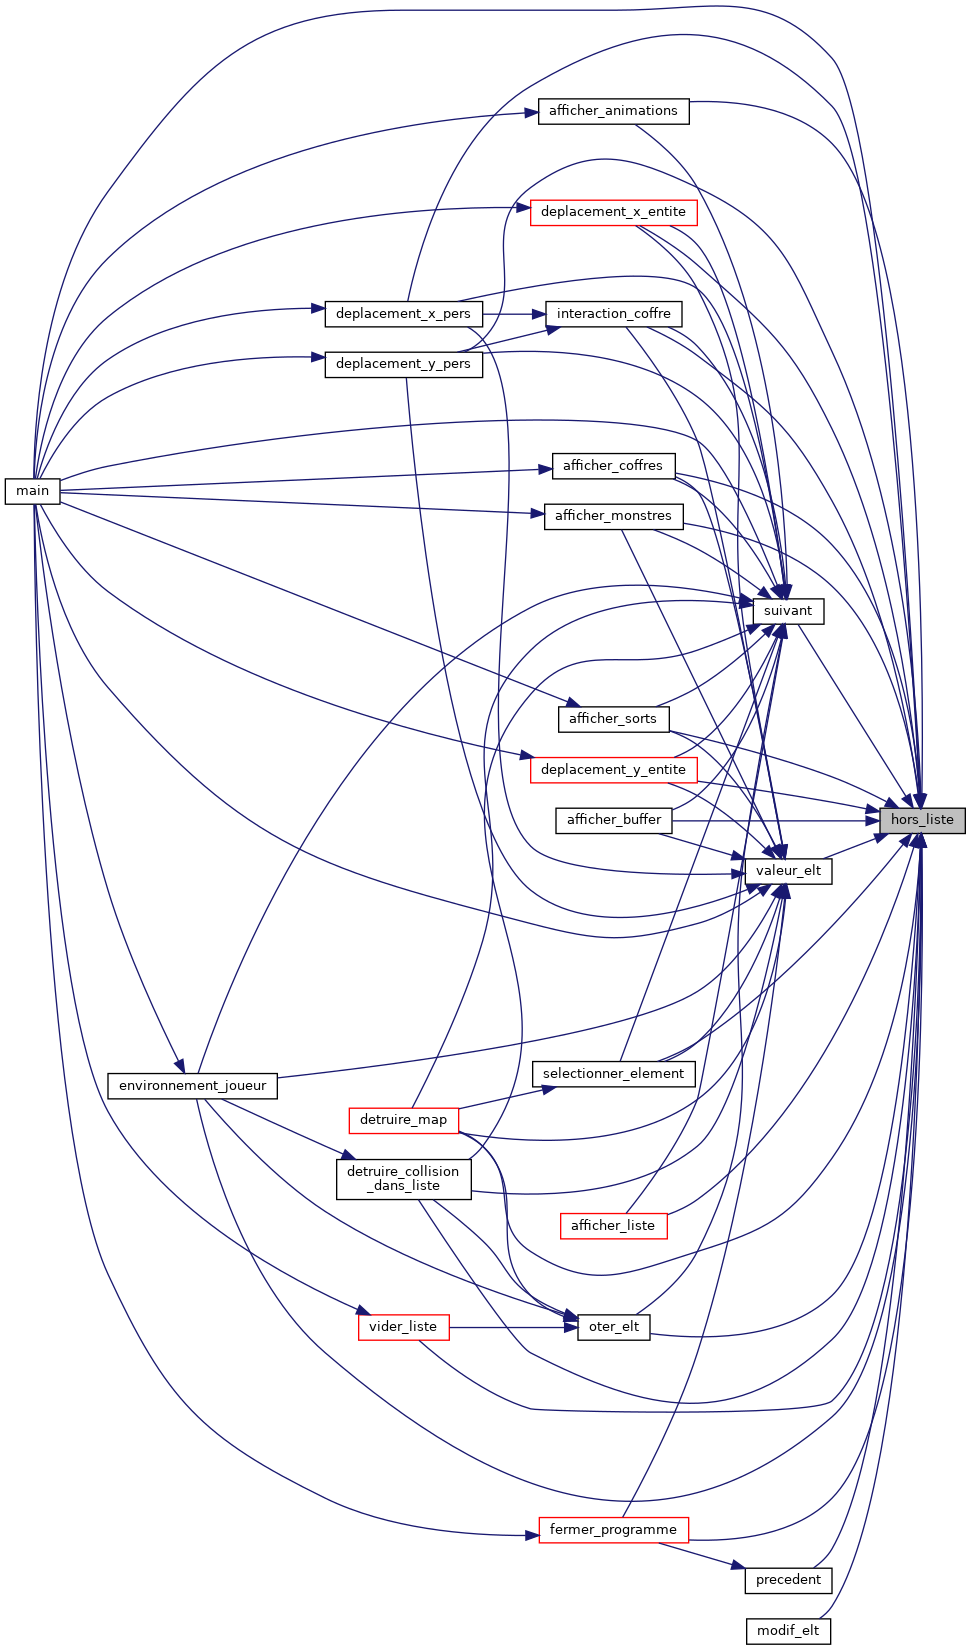 afficher_animations
deplacement_x_entite
deplacement_x_pers
interaction_coffre
deplacement_y_pers
afficher_coffres
main
afficher_monstres
suivant
afficher_sorts
deplacement_y_entite
afficher_buffer
hors_liste
valeur_elt
selectionner_element
environnement_joueur
detruire_map
detruire_collision
_dans_liste
afficher_liste
vider_liste
oter_elt
fermer_programme
precedent
modif_elt